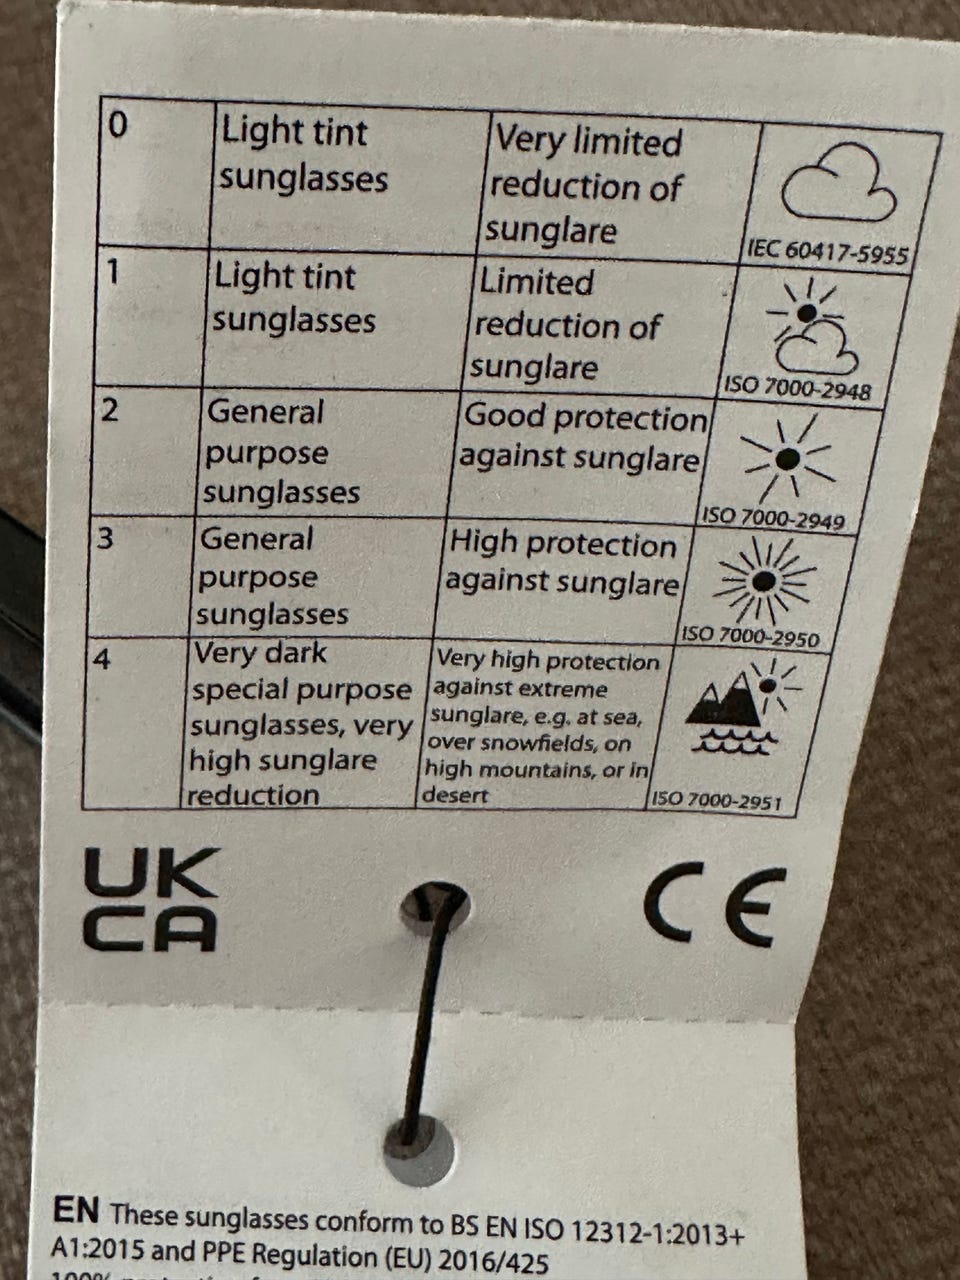 0
Light tint
sunglasses
Very limited
reduction of
sunglare
IEC 60417-5955
1
Light tint
sunglasses
Limited
reduction of
sunglare
ISO 7000-2948
2
General
purpose
sunglasses
Good protection
against sunglare
ISO 7000-2949
3
General
purpose
sunglasses
High protection
against sunglare
ISO 7000-2950
4
Very dark
special purpose
sunglasses, very
high sunglare
reduction
Very high protection
against extreme
sunglare, e.g. at sea,
over snowfields, on
high mountains, or in
desert
ISO 7000-2951
UK
CA
CE
EN These sunglasses conform to BS EN ISO 12312-1:2013+
A1:2015 and PPE Regulation (EU) 2016/425
100%